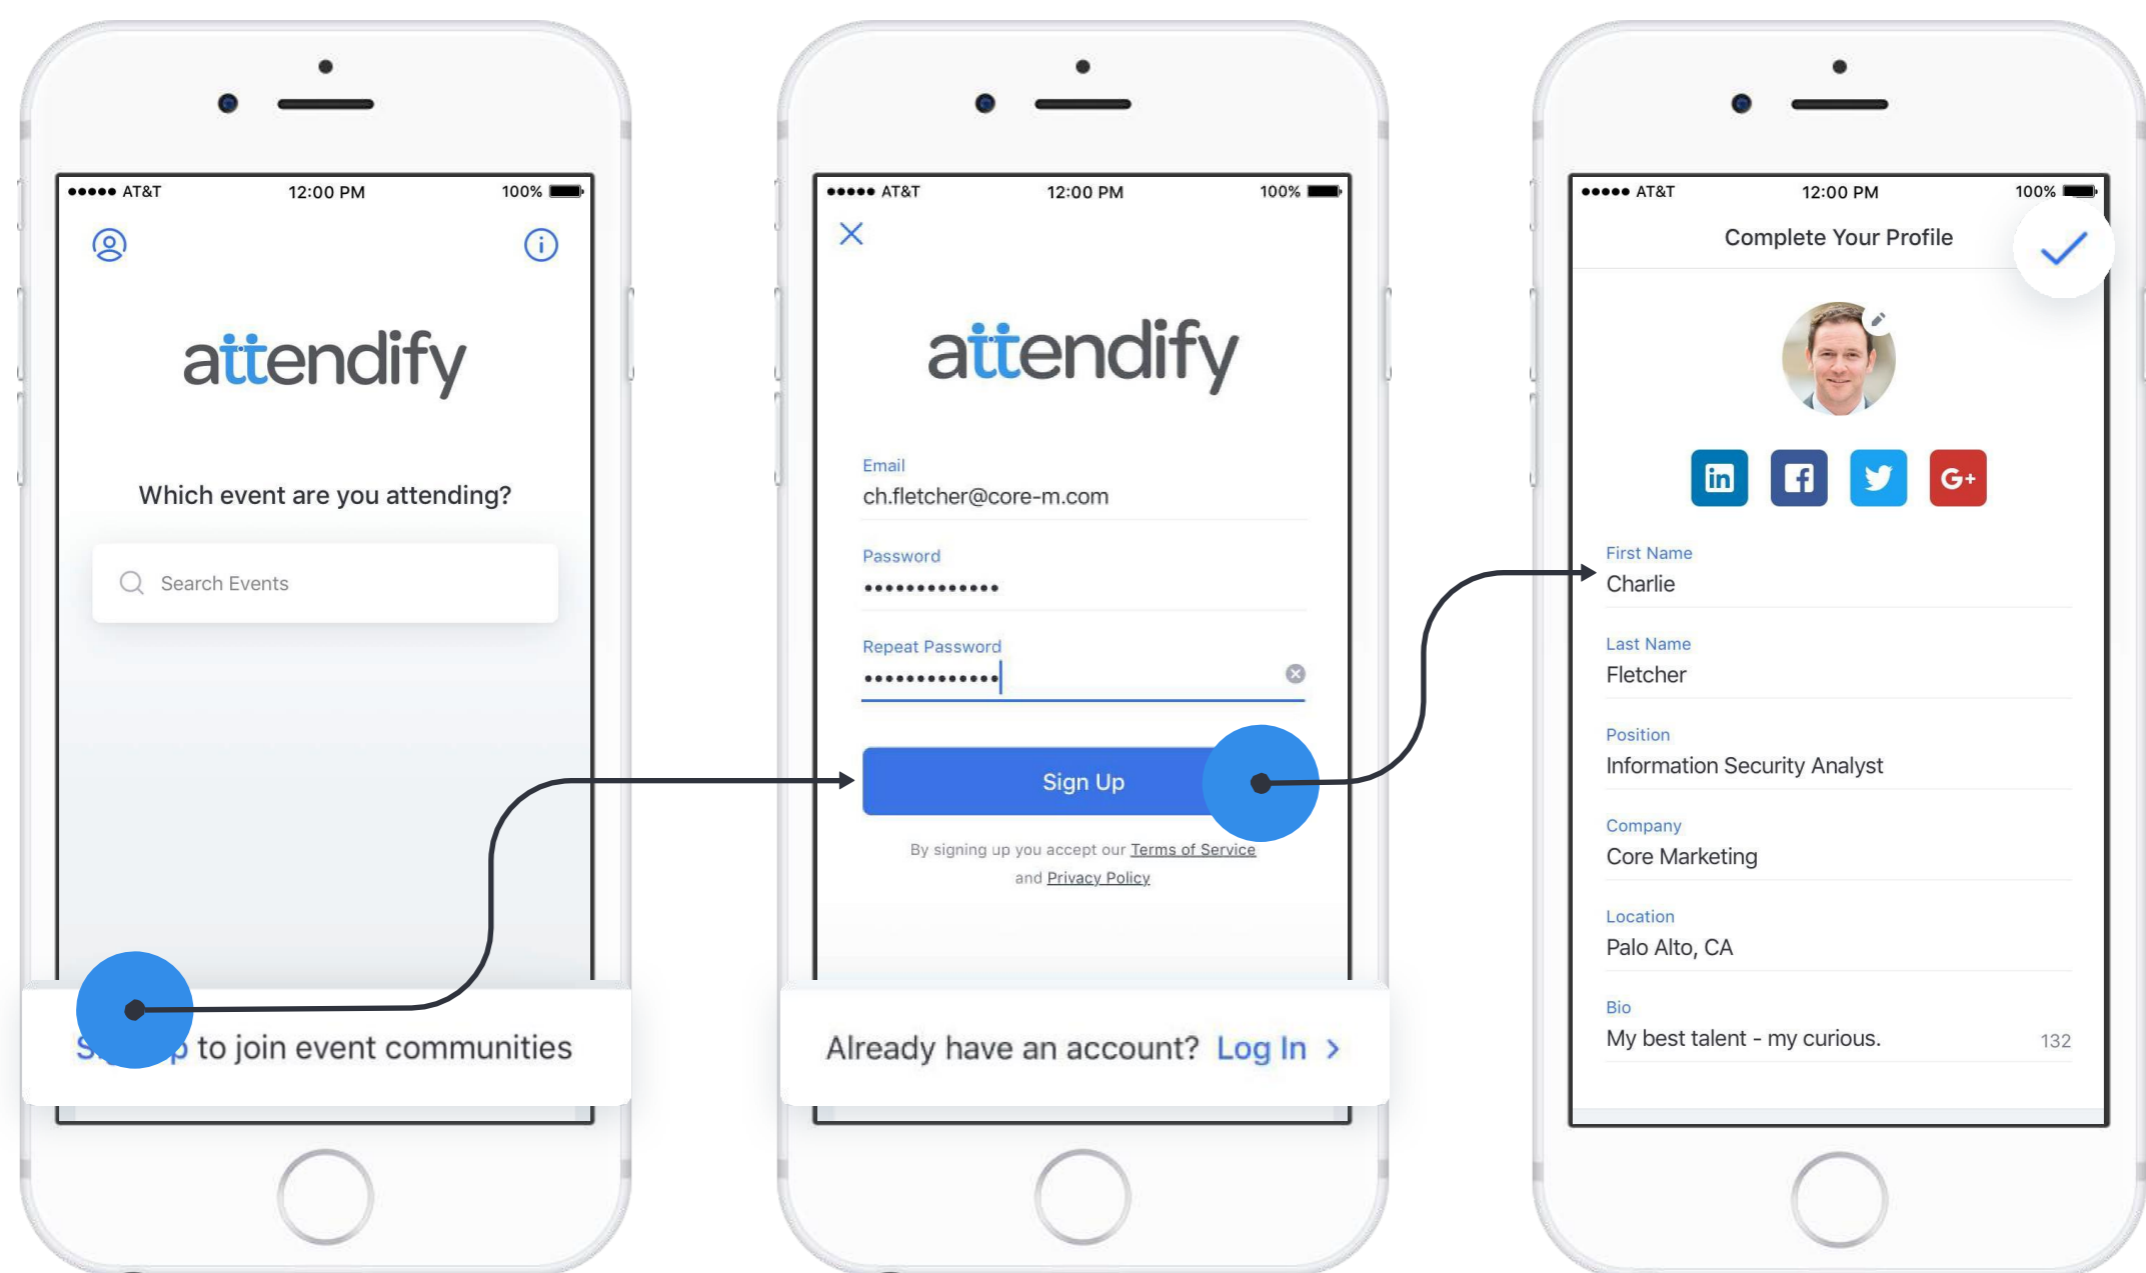 AT&T 12:00 PM 100%
attendify
Which event are you attending?
Search Events
to join event communities
AT&T 12:00 PM 100%
attendify
Email
ch.fletcher@core-m.com
Password
•••••••••••••
Repeat Password
•••••••••••••
Sign Up
By signing up you accept our Terms of Service
and Privacy Policy
Already have an account? Log In >
AT&T 12:00 PM 100%
Complete Your Profile
in f G+
First Name
Charlie
Last Name
Fletcher
Position
Information Security Analyst
Company
Core Marketing
Location
Palo Alto, CA
Bio
My best talent - my curious. 132